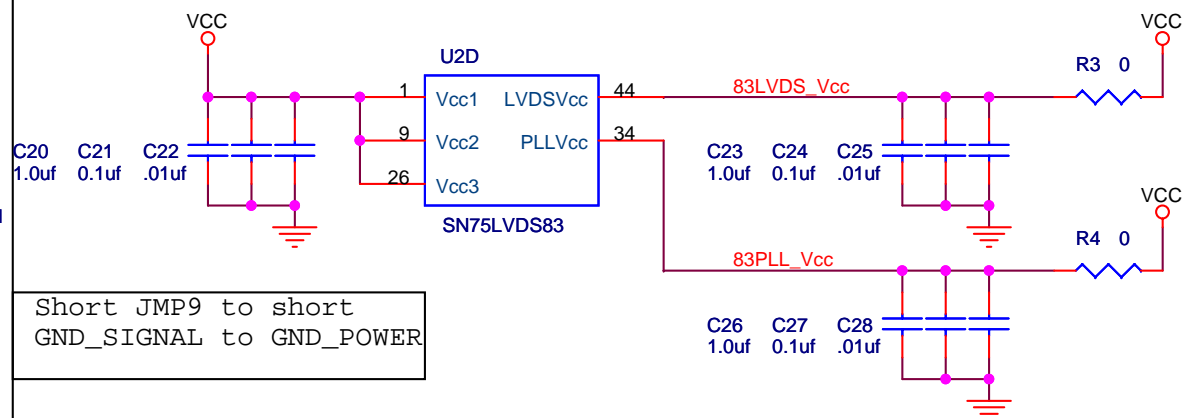 VCC
U2D
1 Vcc1 LVDSVcc 44
9 Vcc2 PLLVcc 34
26 Vcc3
SN75LVDS83
C20 C21 C22
1.0uf 0.1uf .01uf
83LVDS_Vcc
R3 0
VCC
C23 C24 C25
1.0uf 0.1uf .01uf
83PLL_Vcc
R4 0
VCC
C26 C27 C28
1.0uf 0.1uf .01uf
Short JMP9 to short
GND_SIGNAL to GND_POWER